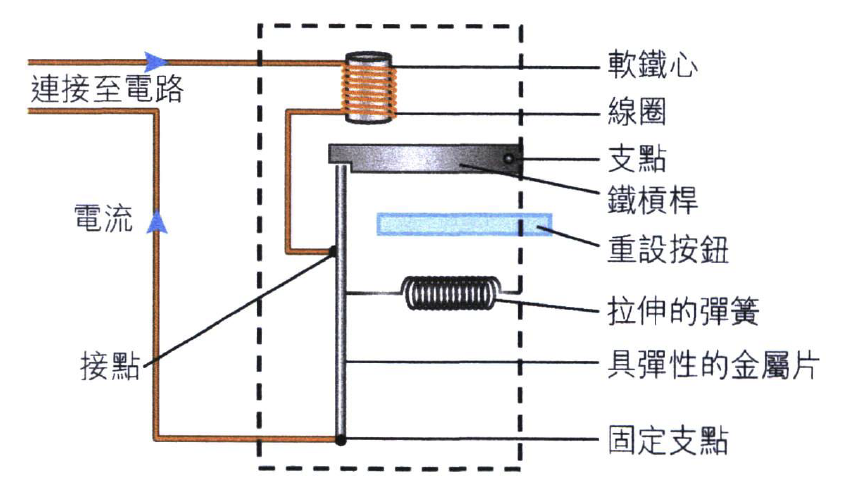 軟鐵心
連接至電路
線圈
支點
鐵槓桿
電流
重設按鈕
拉伸的彈簧
接點
具彈性的金屬片
固定支點